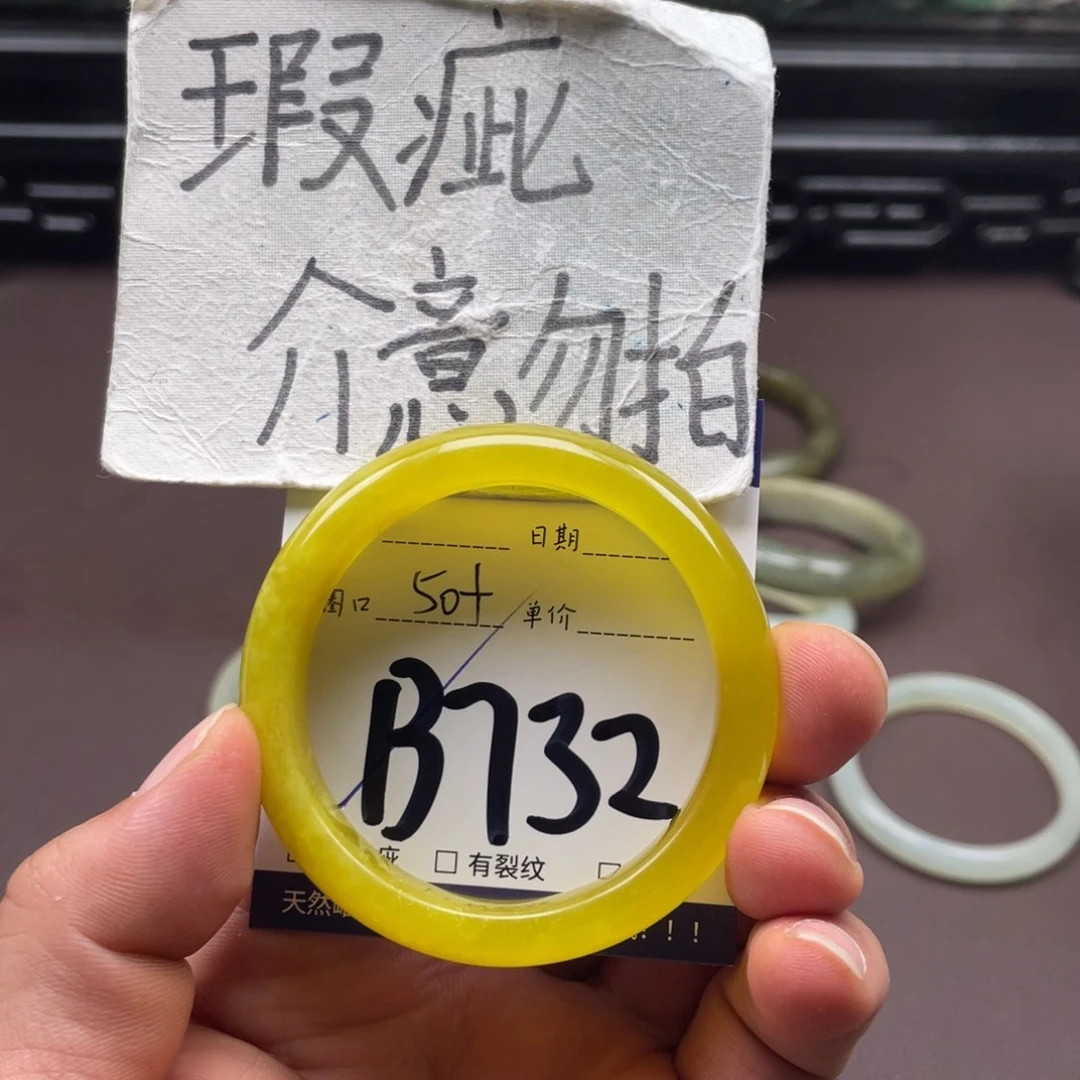 瑕疵
介意勿拍
日期
圈口 50+ 单价
B732
疵 □ 有裂纹 □
天然 ！！